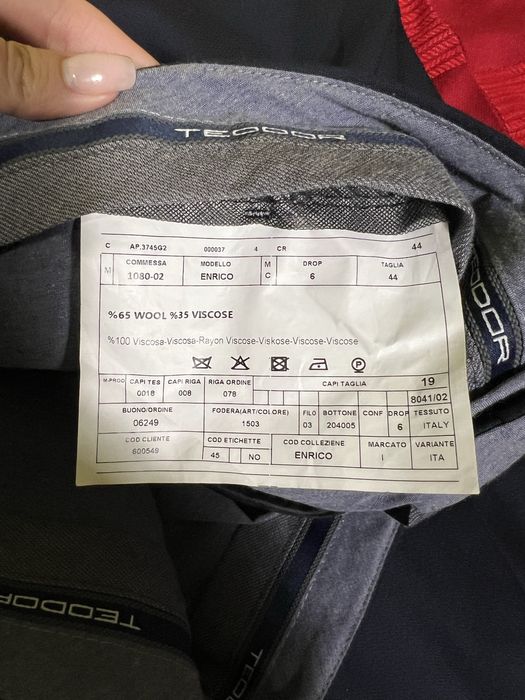 TEODOR
C AP.3745G2 000037 4 CR 44
M COMMESSA MODELLO M DROP TAGLIA
1080-02 ENRICO C 6 44
%65 WOOL %35 VISCOSE
%100 Viscosa-Viscosa-Rayon Viscose-Viskose-Viscose-Viscose
P
M-PROD CAPI TES CAPI RIGA RIGA ORDINE CAPI TAGLIA 19
0018 008 078 8041/02
BUONO/ORDINE FODERA(ART/COLORE) FILO BOTTONE CONF DROP TESSUTO
06249 1503 03 204005 6 ITALY
COD CLIENTE COD ETICHETTE COD COLLEZIENE MARCATO VARIANTE
600549 45 NO ENRICO I ITA
ODOR
TEODOR
TEODOR